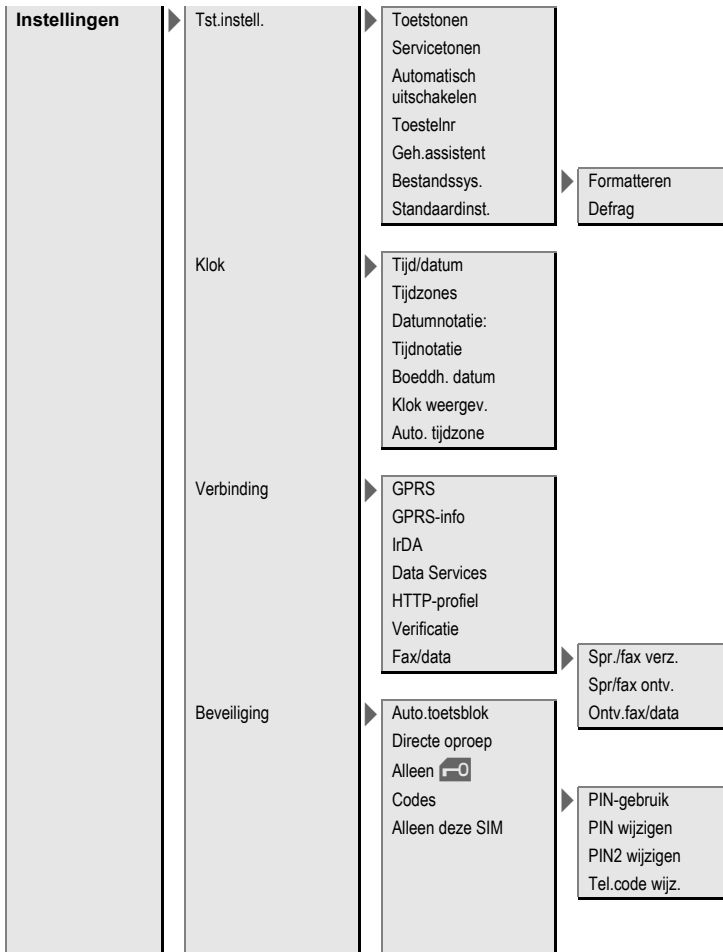 Instellingen
Tst.instell.
Toetstonen
Servicetonen
Automatisch
uitschakelen
Toestelnr
Geh.assistent
Bestandssys.
Formatteren
Standaardinst.
Defrag
Klok
Tijd/datum
Tijdzones
Datumnotatie:
Tijdnotatie
Boeddh. datum
Klok weergev.
Auto. tijdzone
Verbinding
GPRS
GPRS-info
IrDA
Data Services
HTTP-profiel
Verificatie
Fax/data
Spr./fax verz.
Spr/fax ontv.
Ontv.fax/data
Beveiliging
Auto.toetsblok
Directe oproep
Alleen
Codes
PIN-gebruik
Alleen deze SIM
PIN wijzigen
PIN2 wijzigen
Tel.code wijz.